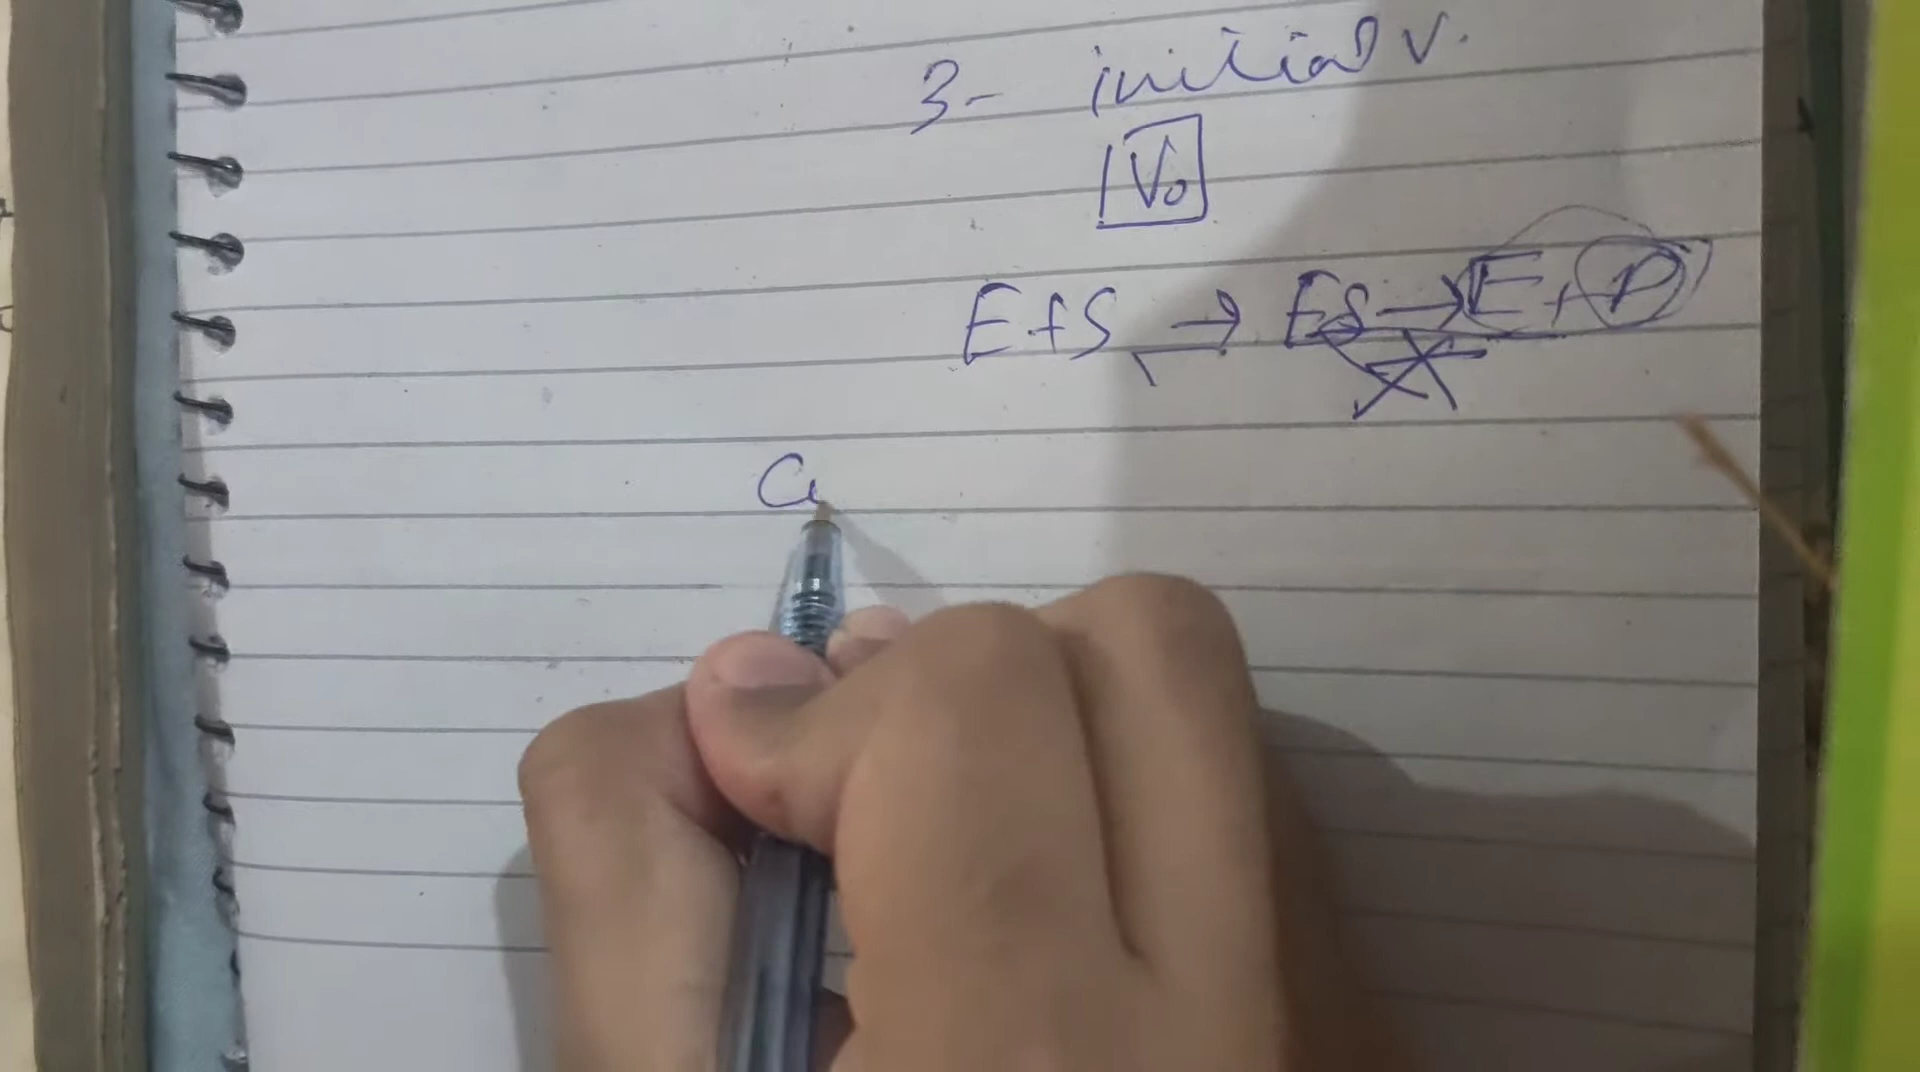 3- initial v.
V₀
E+S ⇌ ES → E+P
C